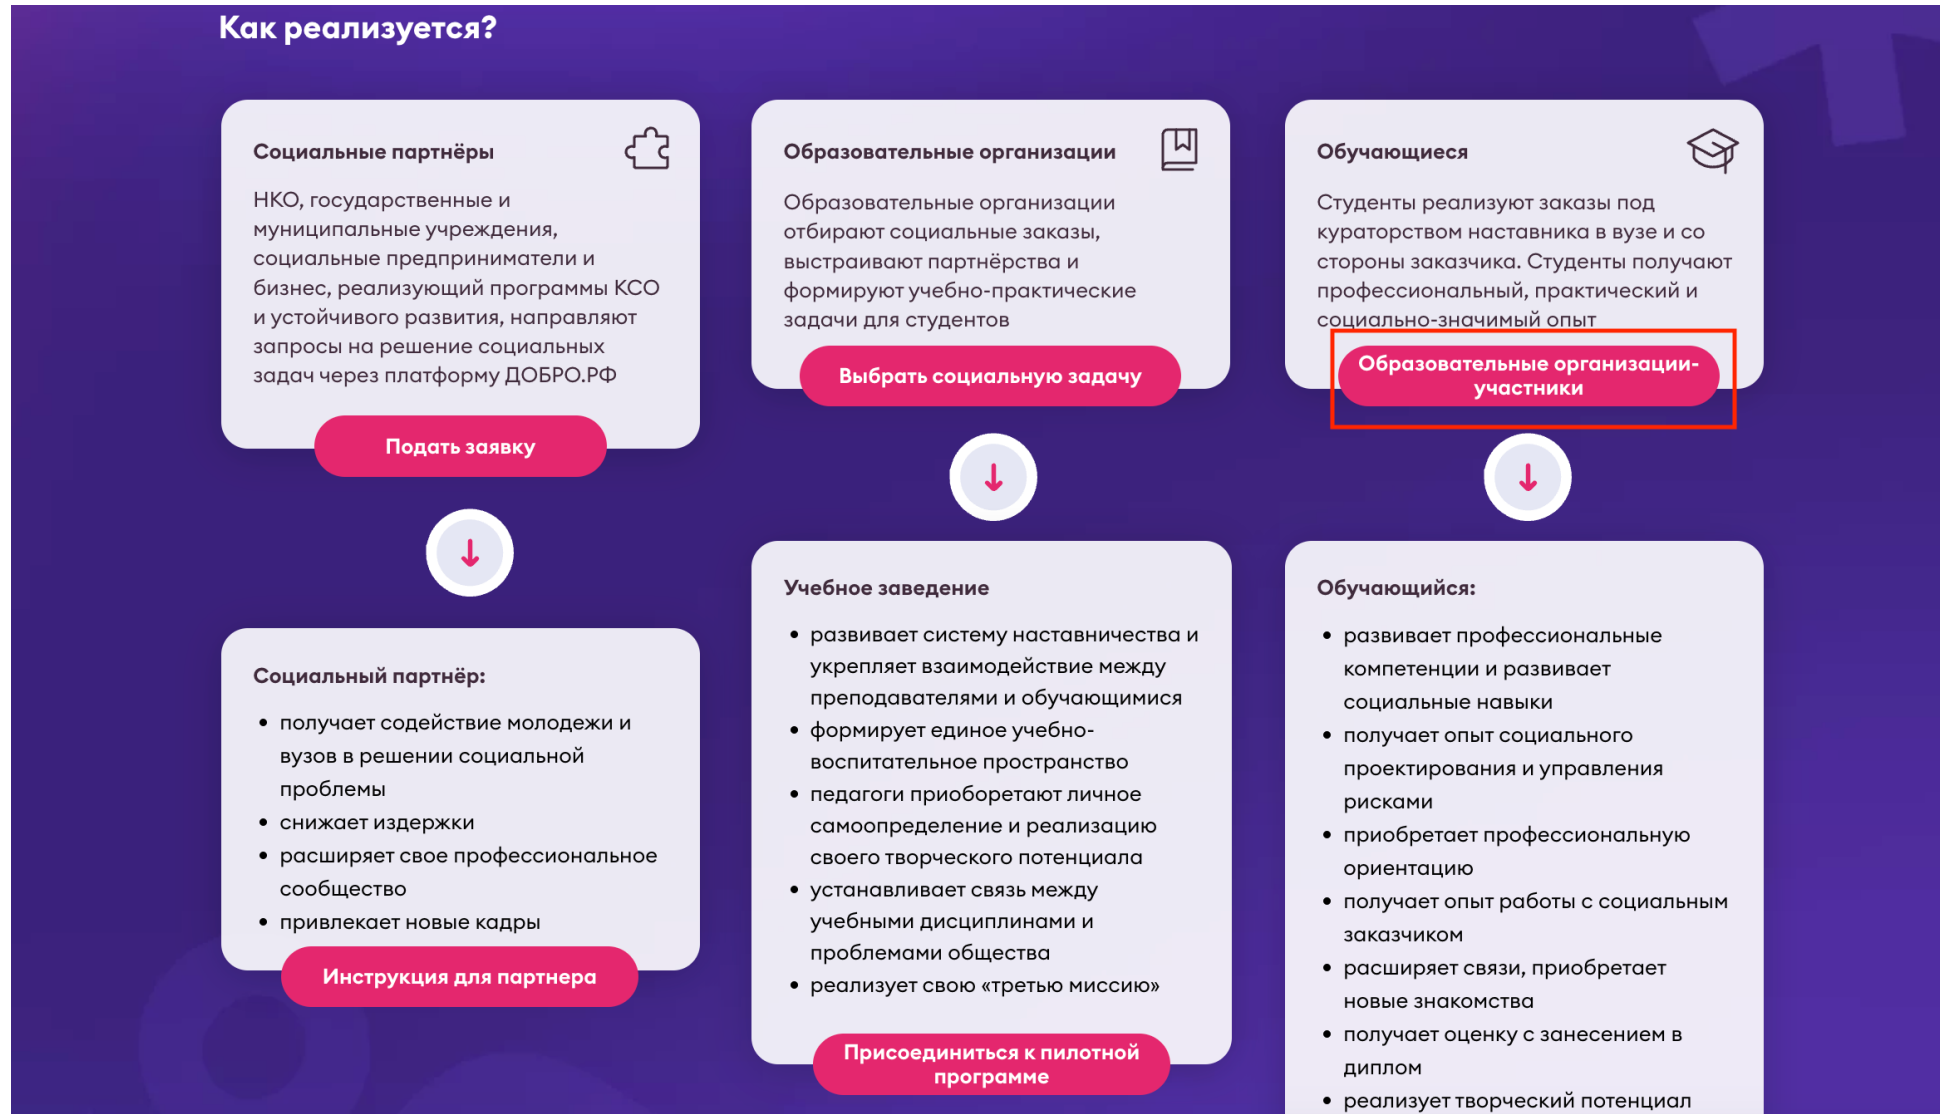 Как реализуется?
Социальные партнёры
НКО, государственные и
муниципальные учреждения,
социальные предприниматели и
бизнес, реализующий программы КСО
и устойчивого развития, направляют
запросы на решение социальных
задач через платформу ДОБРО.РФ
Подать заявку
Социальный партнёр:
• получает содействие молодежи и
вузов в решении социальной
проблемы
• снижает издержки
• расширяет свое профессиональное
сообщество
• привлекает новые кадры
Инструкция для партнера
Образовательные организации
Образовательные организации
отбирают социальные заказы,
выстраивают партнёрства и
формируют учебно-практические
задачи для студентов
Выбрать социальную задачу
Учебное заведение
• развивает систему наставничества и
укрепляет взаимодействие между
преподавателями и обучающимися
• формирует единое учебно-
воспитательное пространство
• педагоги приоборетают личное
самоопределение и реализацию
своего творческого потенциала
• устанавливает связь между
учебными дисциплинами и
проблемами общества
• реализует свою «третью миссию»
Присоединиться к пилотной
программе
Обучающиеся
Студенты реализуют заказы под
кураторством наставника в вузе и со
стороны заказчика. Студенты получают
профессиональный, практический и
социально-значимый опыт
Образовательные организации-
участники
Обучающийся:
• развивает профессиональные
компетенции и развивает
социальные навыки
• получает опыт социального
проектирования и управления
рисками
• приобретает профессиональную
ориентацию
• получает опыт работы с социальным
заказчиком
• расширяет связи, приобретает
новые знакомства
• получает оценку с занесением в
диплом
• реализует творческий потенциал